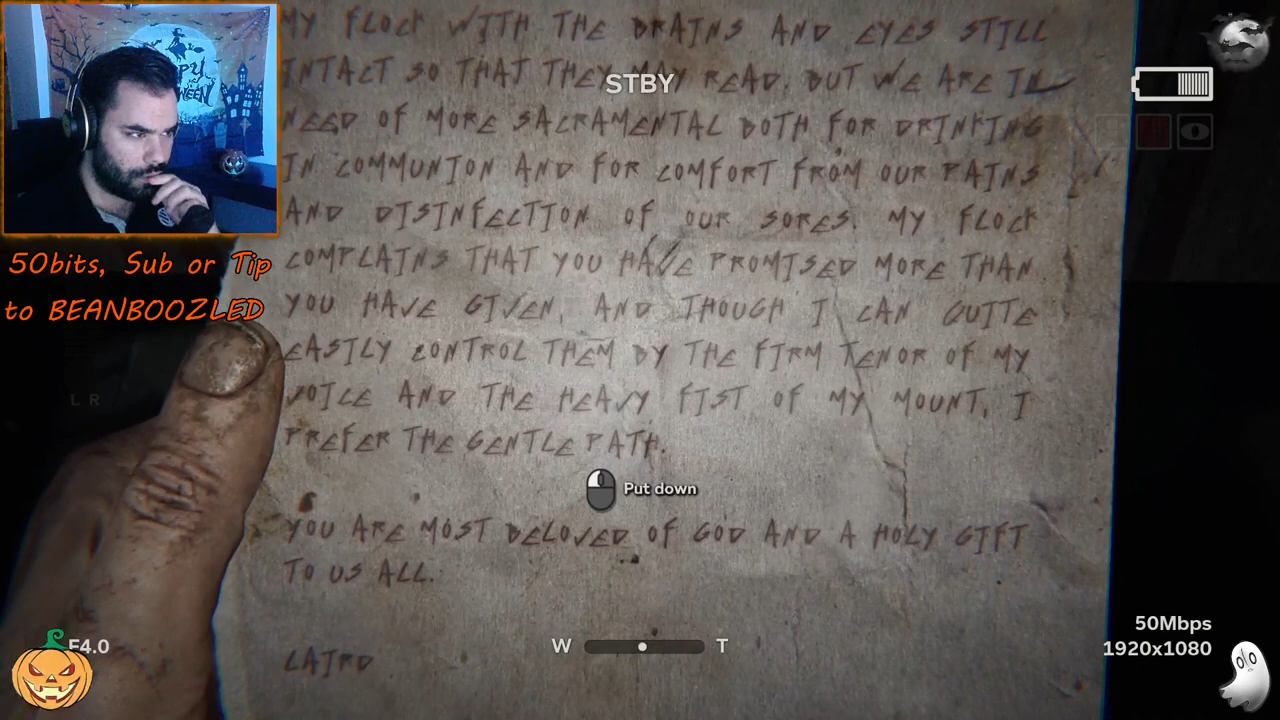 MY FLOCK WITH THE BRAINS AND EYES STILL
INTACT SO THAT THEY MAY READ. BUT WE ARE IN
STBY
NEED OF MORE SACRAMENTAL BOTH FOR DRINKING
IN COMMUNION AND FOR COMFORT FROM OUR PAINS
AND DISINFECTION OF OUR SORES. MY FLOCK
COMPLAINS THAT YOU HAVE PROMISED MORE THAN
YOU HAVE GIVEN, AND THOUGH I CAN QUITE
EASILY CONTROL THEM BY THE FIRM TENOR OF MY
VOICE AND THE HEAVY FIST OF MY MOUNT, I
PREFER THE GENTLE PATH.
Put down
YOU ARE MOST BELOVED OF GOD AND A HOLY GIFT
TO US ALL.
LAIRD
50bits, Sub or Tip
to BEANBOOZLED
L R
F4.0
W T
50Mbps
1920x1080